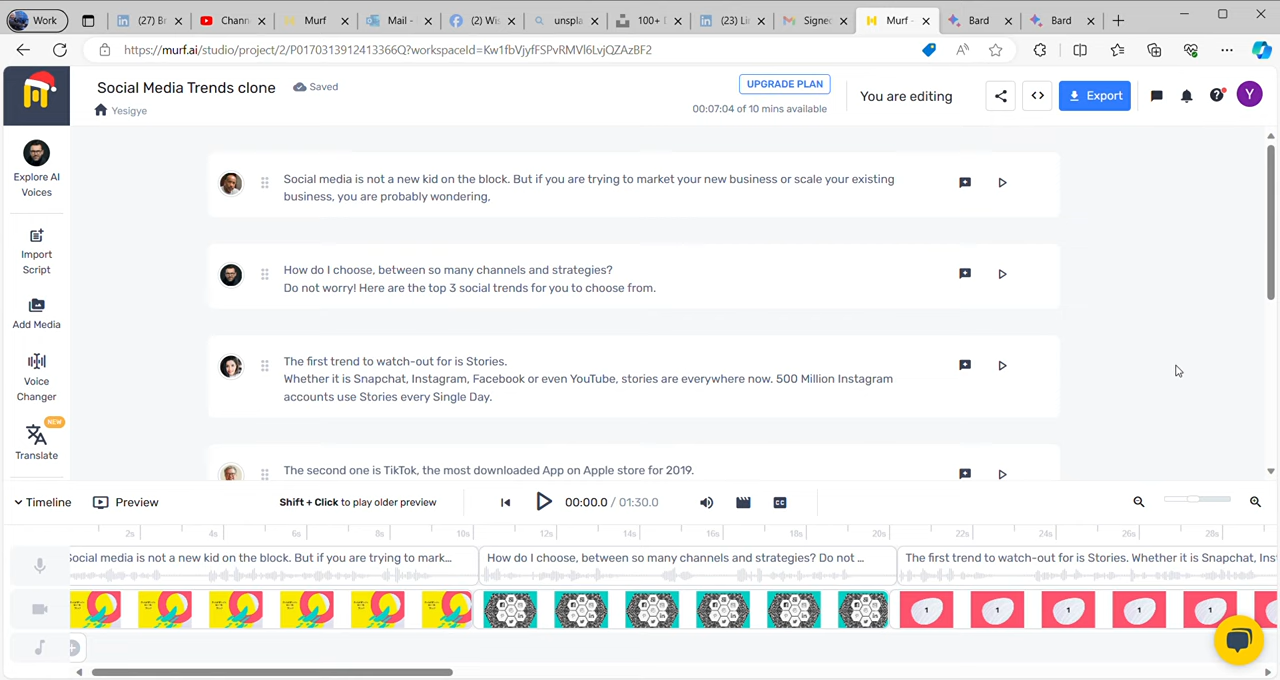 Work
(27) Br
Chann
Murf
Mail -
(2) Wis
unspla
100+ D
(23) Lin
Signed
Murf -
Bard
Bard
https://murf.ai/studio/project/2/P0170313912413366Q?workspaceId=Kw1fbVjyfFSPvRMVl6LvjQZAzBF2
Social Media Trends clone
Saved
Yesigye
UPGRADE PLAN
00:07:04 of 10 mins available
You are editing
Export
Y
Explore AI
Voices
Import
Script
Add Media
Voice
Changer
NEW
Translate
Social media is not a new kid on the block. But if you are trying to market your new business or scale your existing
business, you are probably wondering,
How do I choose, between so many channels and strategies?
Do not worry! Here are the top 3 social trends for you to choose from.
The first trend to watch-out for is Stories.
Whether it is Snapchat, Instagram, Facebook or even YouTube, stories are everywhere now. 500 Million Instagram
accounts use Stories every Single Day.
The second one is TikTok, the most downloaded App on Apple store for 2019.
Timeline
Preview
Shift + Click to play older preview
00:00.0 / 01:30.0
CC
2s 4s 6s 8s 10s 12s 14s 16s 18s 20s 22s 24s 26s 28s
Social media is not a new kid on the block. But if you are trying to mark...
How do I choose, between so many channels and strategies? Do not ...
The first trend to watch-out for is Stories. Whether it is Snapchat, Ins
1 1 1 1 1